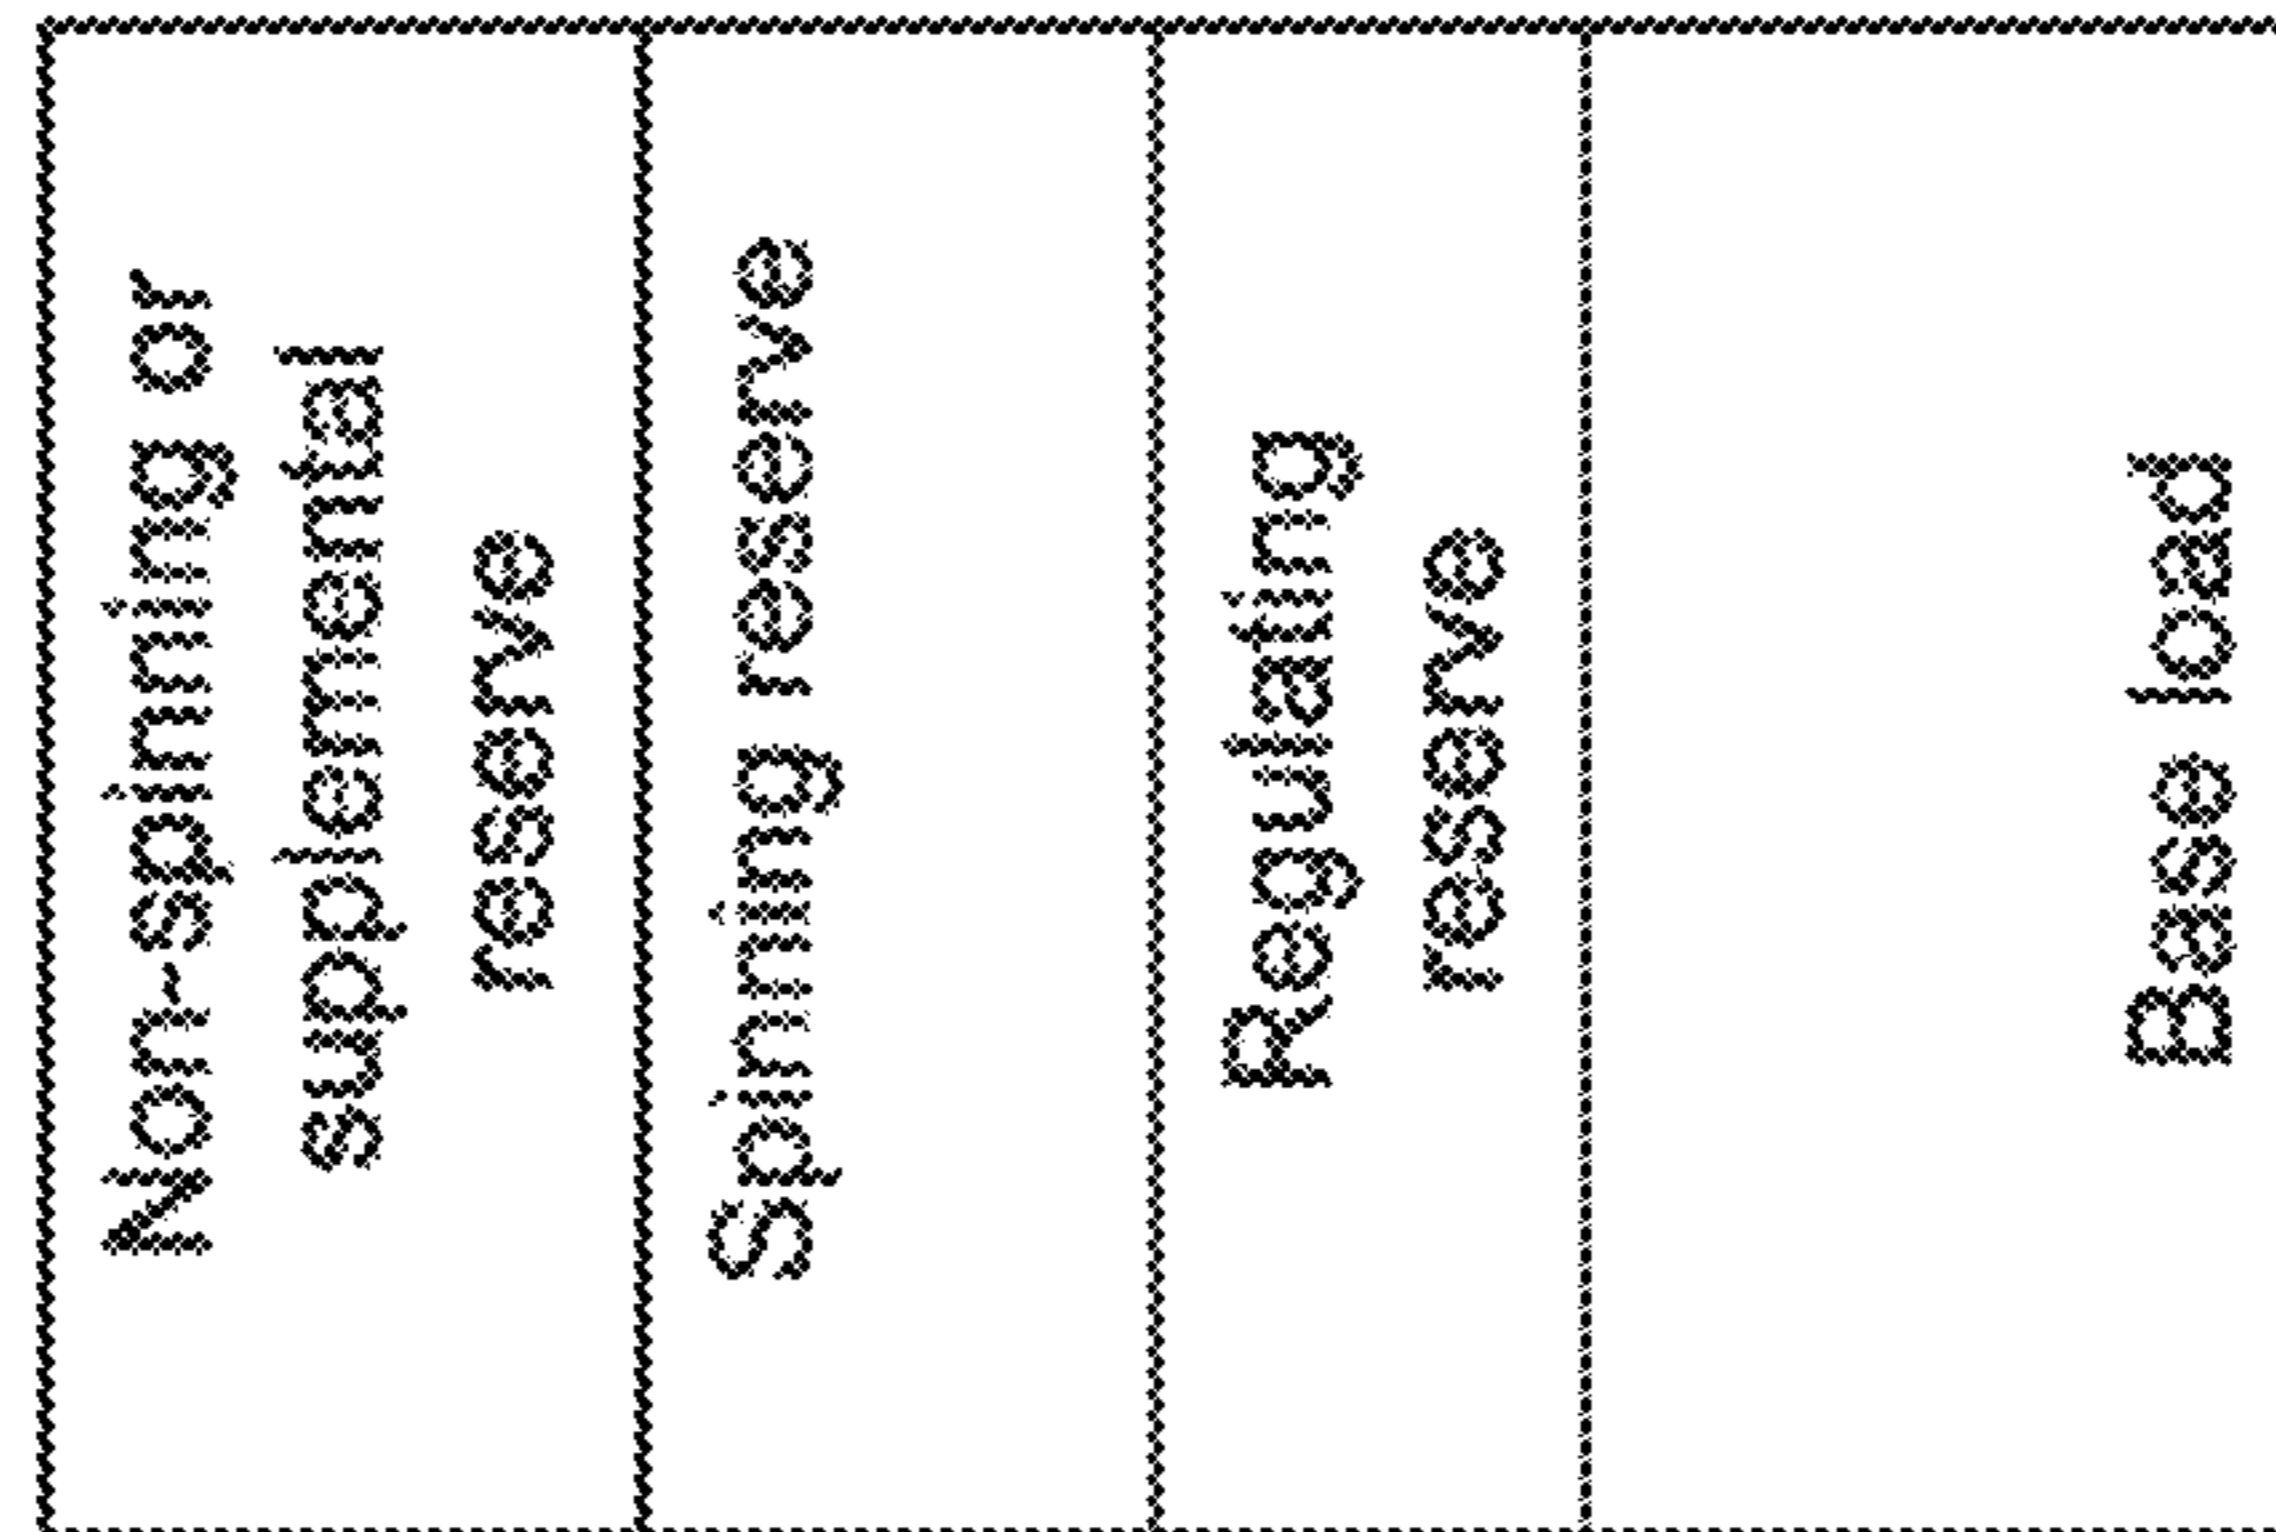 Non-spinning or
supplemental
reserve
Spinning reserve
Regulating
reserve
Base load